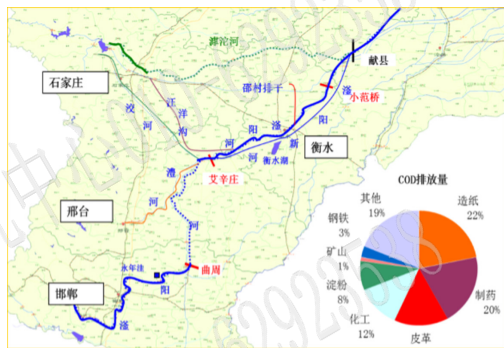 滹沱河
献县
石家庄
洨
河
汪
洋
沟
邵村排干
小范桥
滏
阳
新
河
滏
阳
河
衡水湖
衡水
艾辛庄
澧
河
邢台
河
永年洼
曲周
阳
滏
邯郸
COD排放量
其他
19%
造纸
22%
钢铁
3%
矿山
1%
淀粉
8%
制药
20%
化工
12%
皮革